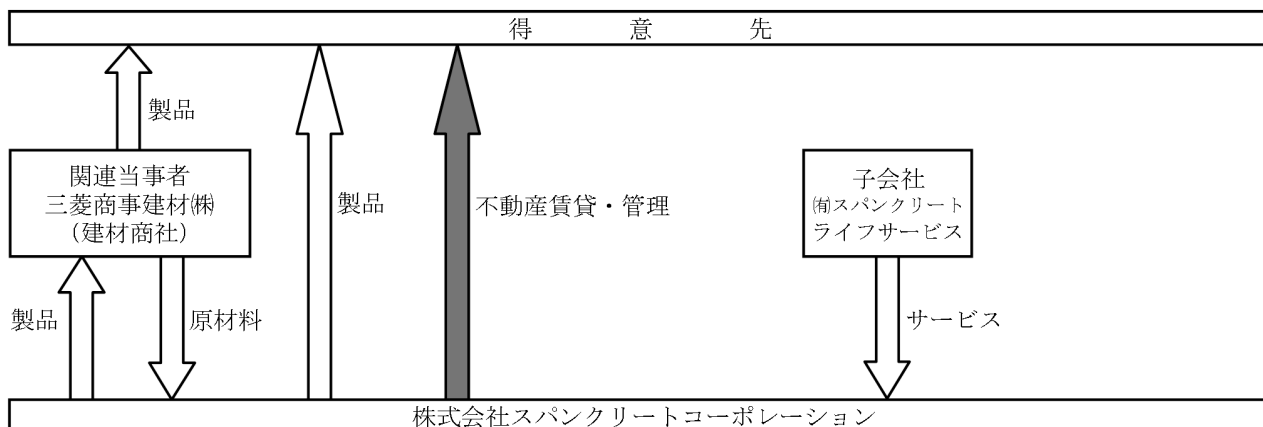 得意先
製品
関連当事者
三菱商事建材㈱
(建材商社)
製品
不動産賃貸・管理
子会社
㈲スパンクリート
ライフサービス
製品
原材料
サービス
株式会社スパンクリートコーポレーション